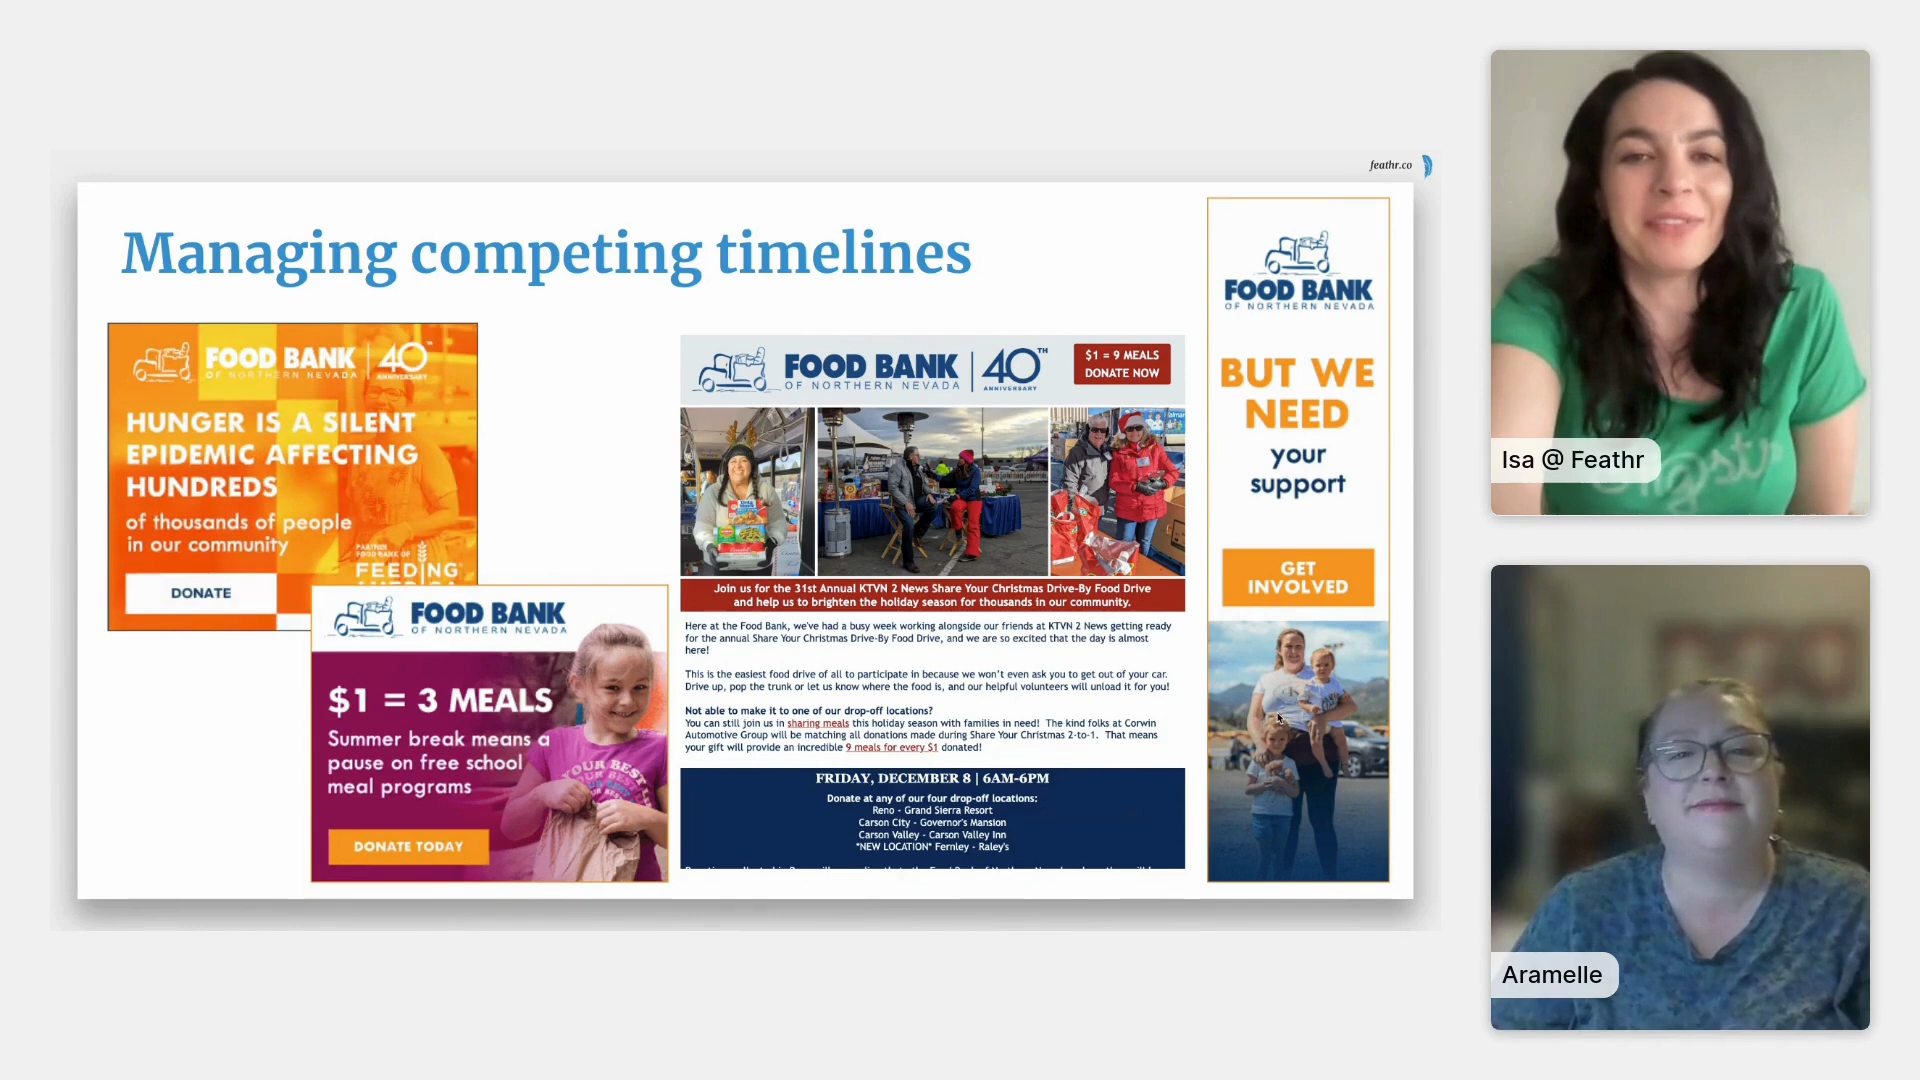 feathr.co
Managing competing timelines
FOOD BANK
OF NORTHERN NEVADA
40™
ANNIVERSARY
HUNGER IS A SILENT
EPIDEMIC AFFECTING
HUNDREDS
of thousands of people
in our community
PARTNER
FOOD BANK OF
FEEDING
AMERICA
DONATE
FOOD BANK
OF NORTHERN NEVADA
$1 = 3 MEALS
Summer break means a
pause on free school
meal programs
DONATE TODAY
YOUR BEST
FOOD BANK
OF NORTHERN NEVADA
40TH
ANNIVERSARY
$1 = 9 MEALS
DONATE NOW
Join us for the 31st Annual KTVN 2 News Share Your Christmas Drive-By Food Drive
and help us to brighten the holiday season for thousands in our community.
Here at the Food Bank, we've had a busy week working alongside our friends at KTVN 2 News getting ready
for the annual Share Your Christmas Drive-By Food Drive, and we are so excited that the day is almost
here!
This is the easiest food drive of all to participate in because we won't even ask you to get out of your car.
Drive up, pop the trunk or let us know where the food is, and our helpful volunteers will unload it for you!
Not able to make it to one of our drop-off locations?
You can still join us in sharing meals this holiday season with families in need! The kind folks at Corwin
Automotive Group will be matching all donations made during Share Your Christmas 2-to-1. That means
your gift will provide an incredible 9 meals for every $1 donated!
FRIDAY, DECEMBER 8 | 6AM-6PM
Donate at any of our four drop-off locations:
Reno - Grand Sierra Resort
Carson City - Governor's Mansion
Carson Valley - Carson Valley Inn
*NEW LOCATION* Fernley - Raley's
FOOD BANK
OF NORTHERN NEVADA
BUT WE
NEED
your
support
GET
INVOLVED
Isa @ Feathr
Aramelle